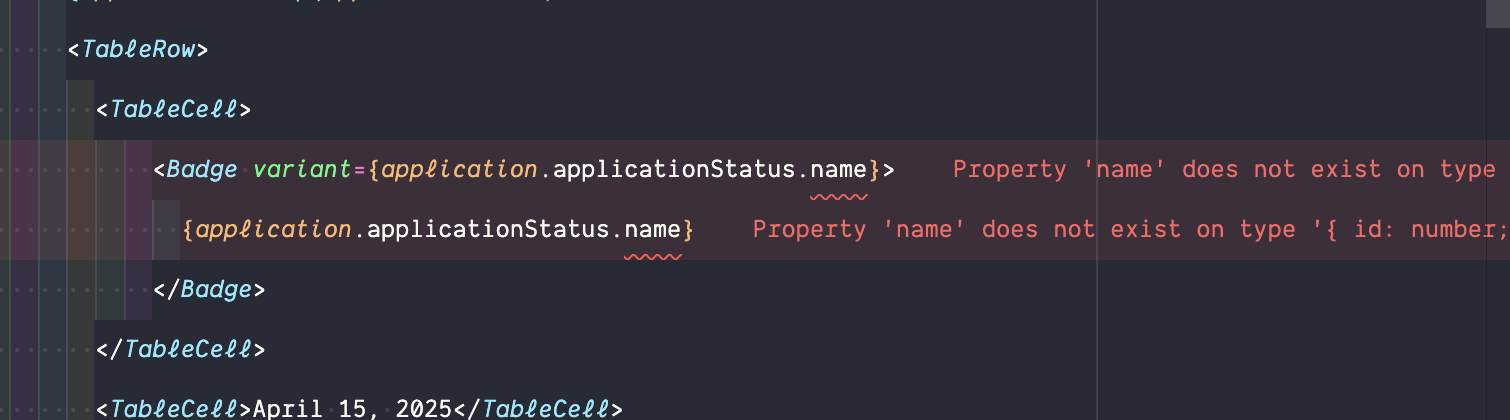 <TableRow>
<TableCell>
<Badge variant={application.applicationStatus.name}> Property 'name' does not exist on type
{application.applicationStatus.name} Property 'name' does not exist on type '{ id: number;
</Badge>
</TableCell>
<TableCell>April 15, 2025</TableCell>